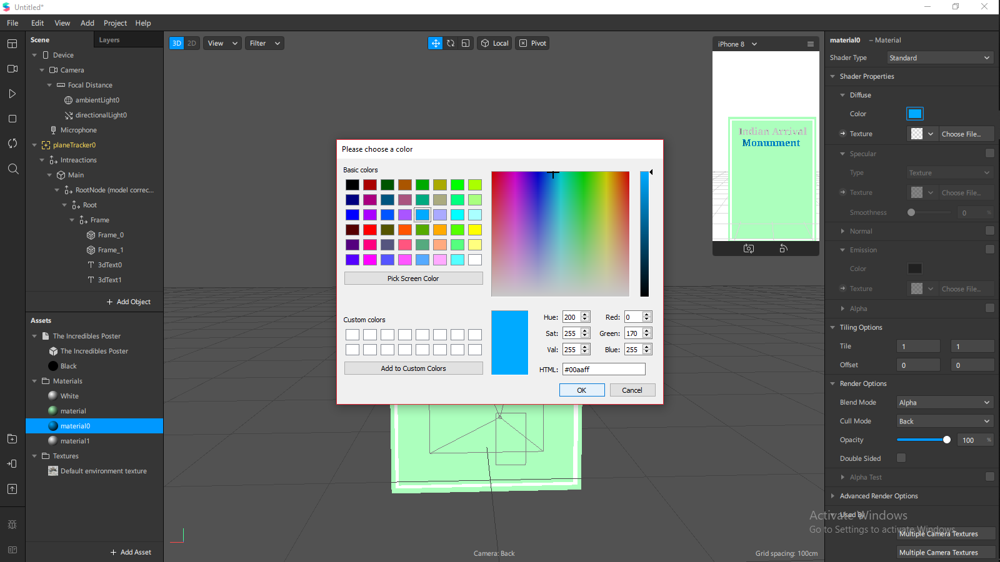 Untitled*
File Edit View Add Project Help
Scene Layers
Device
Camera
Focal Distance
ambientLight0
directionalLight0
Microphone
planeTracker0
Intreactions
Main
RootNode (model correc...
Root
Frame
Frame_0
Frame_1
3dText0
3dText1
+ Add Object
Assets
The Incredibles Poster
The Incredibles Poster
Black
Materials
White
material
material0
material1
Textures
Default environment texture
+ Add Asset
3D 2D View Filter
Local Pivot
iPhone 8
Indian Arrival
Monunment
Please choose a color
Basic colors
Pick Screen Color
Custom colors
Add to Custom Colors
Hue: 200 Red: 0
Sat: 255 Green: 170
Val: 255 Blue: 255
HTML: #00aaff
OK Cancel
Camera: Back
Grid spacing: 100cm
material0 – Material
Shader Type Standard
Shader Properties
Diffuse
Color
Texture Choose File...
Specular
Type Texture
Texture Choose File...
Smoothness 0 %
Normal
Emission
Color
Texture Choose File...
Alpha
Tiling Options
Tile 1 1
Offset 0 0
Render Options
Blend Mode Alpha
Cull Mode Back
Opacity 100 %
Double Sided
Alpha Test
Advanced Render Options
Used By
Activate Windows
Go to Settings to activate Windows.
Multiple Camera Textures
Multiple Camera Textures